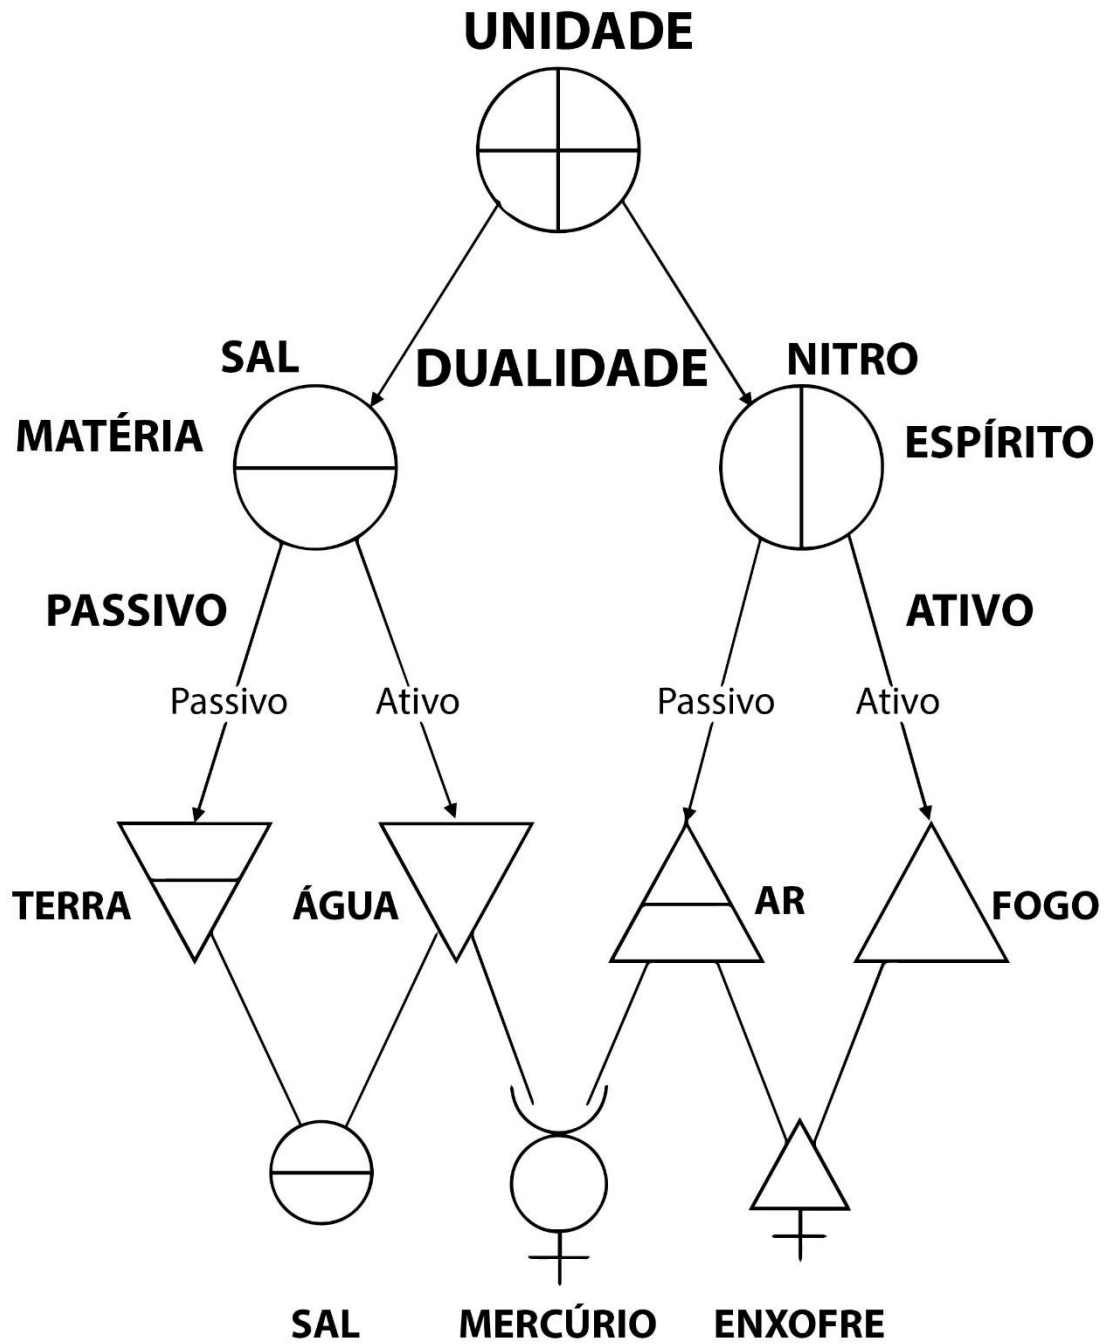 UNIDADE
SAL
DUALIDADE
NITRO
MATÉRIA
ESPÍRITO
PASSIVO
ATIVO
Passivo
Ativo
Passivo
Ativo
TERRA
ÁGUA
AR
FOGO
SAL
MERCÚRIO
ENXOFRE